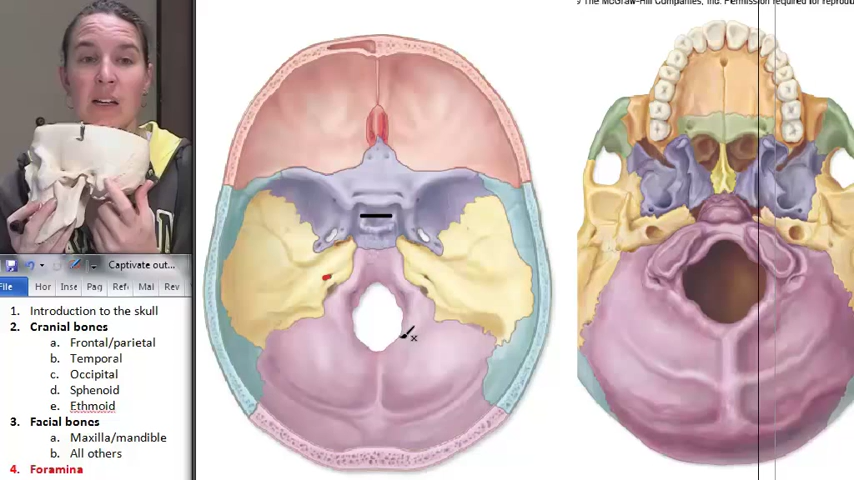 © The McGraw-Hill Companies, Inc. Permission required for reprodu
Captivate out...
File Hor Inse Pag Refe Mai Rev
1. Introduction to the skull
2. Cranial bones
a. Frontal/parietal
b. Temporal
c. Occipital
d. Sphenoid
e. Ethmoid
3. Facial bones
a. Maxilla/mandible
b. All others
4. Foramina